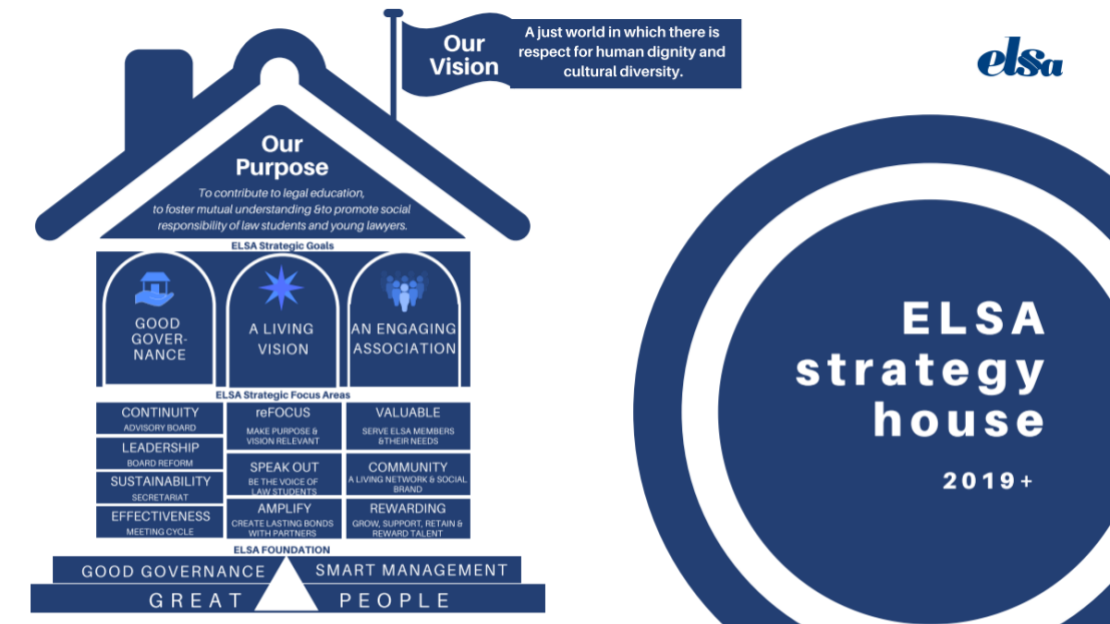 Our
Vision
A just world in which there is
respect for human dignity and
cultural diversity.
elsa
Our
Purpose
To contribute to legal education,
to foster mutual understanding &to promote social
responsibility of law students and young lawyers.
ELSA Strategic Goals
GOOD
GOVER-
NANCE
A LIVING
VISION
AN ENGAGING
ASSOCIATION
ELSA Strategic Focus Areas
CONTINUITY
ADVISORY BOARD
LEADERSHIP
BOARD REFORM
SUSTAINABILITY
SECRETARIAT
EFFECTIVENESS
MEETING CYCLE
reFOCUS
MAKE PURPOSE &
VISION RELEVANT
SPEAK OUT
BE THE VOICE OF
LAW STUDENTS
AMPLIFY
CREATE LASTING BONDS
WITH PARTNERS
VALUABLE
SERVE ELSA MEMBERS
&THEIR NEEDS
COMMUNITY
A LIVING NETWORK & SOCIAL
BRAND
REWARDING
GROW, SUPPORT, RETAIN &
REWARD TALENT
ELSA FOUNDATION
GOOD GOVERNANCE
SMART MANAGEMENT
GREAT PEOPLE
ELSA
strategy
house
2019+